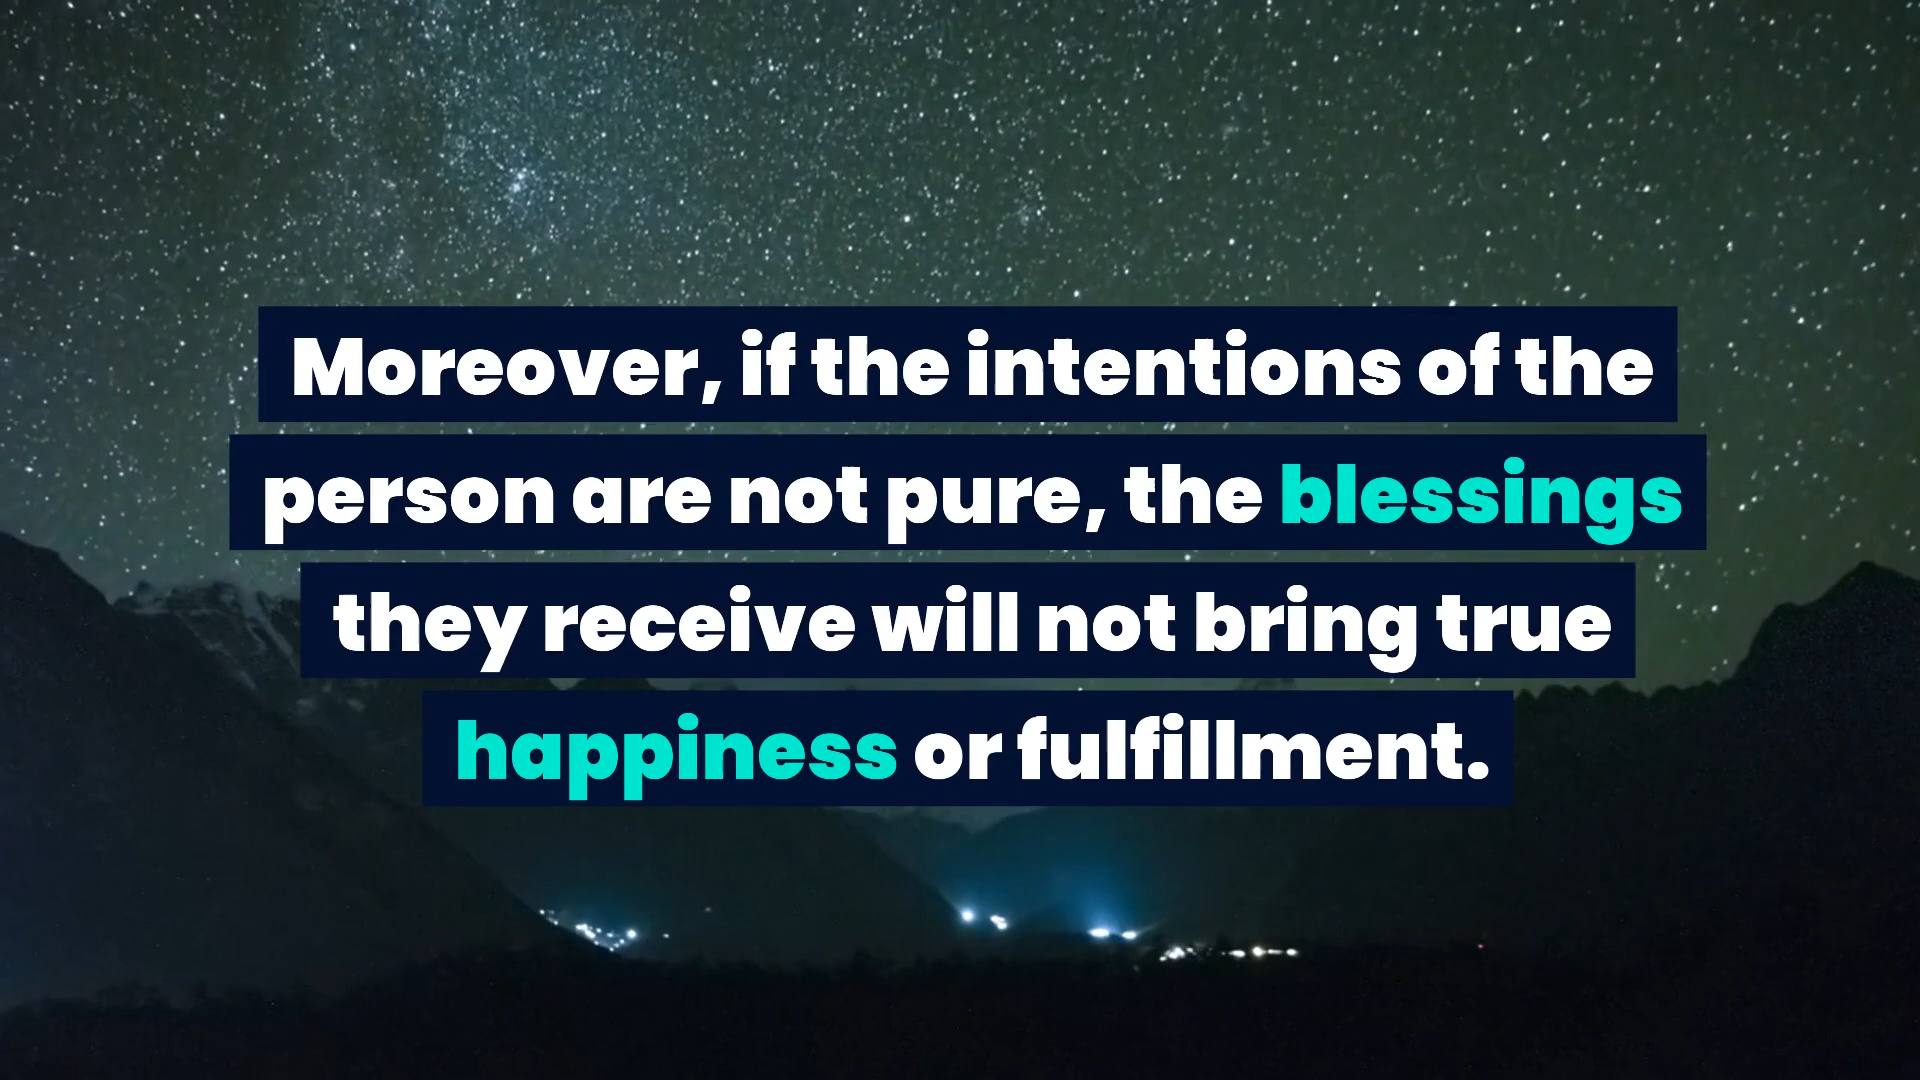 Moreover, if the intentions of the
person are not pure, the blessings
they receive will not bring true
happiness or fulfillment.